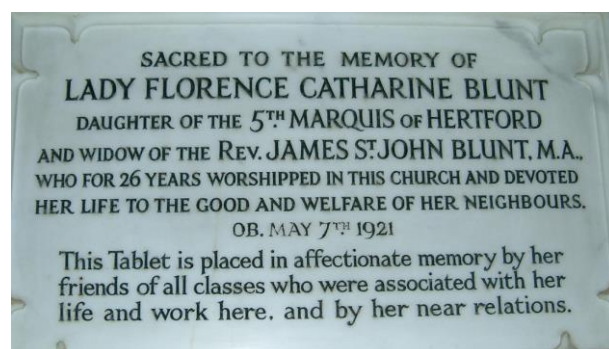 SACRED TO THE MEMORY OF
LADY FLORENCE CATHARINE BLUNT
DAUGHTER OF THE 5TH. MARQUIS OF HERTFORD
AND WIDOW OF THE REV. JAMES ST. JOHN BLUNT, M.A.,
WHO FOR 26 YEARS WORSHIPPED IN THIS CHURCH AND DEVOTED
HER LIFE TO THE GOOD AND WELFARE OF HER NEIGHBOURS.
OB. MAY 7TH. 1921
This Tablet is placed in affectionate memory by her
friends of all classes who were associated with her
life and work here, and by her near relations.